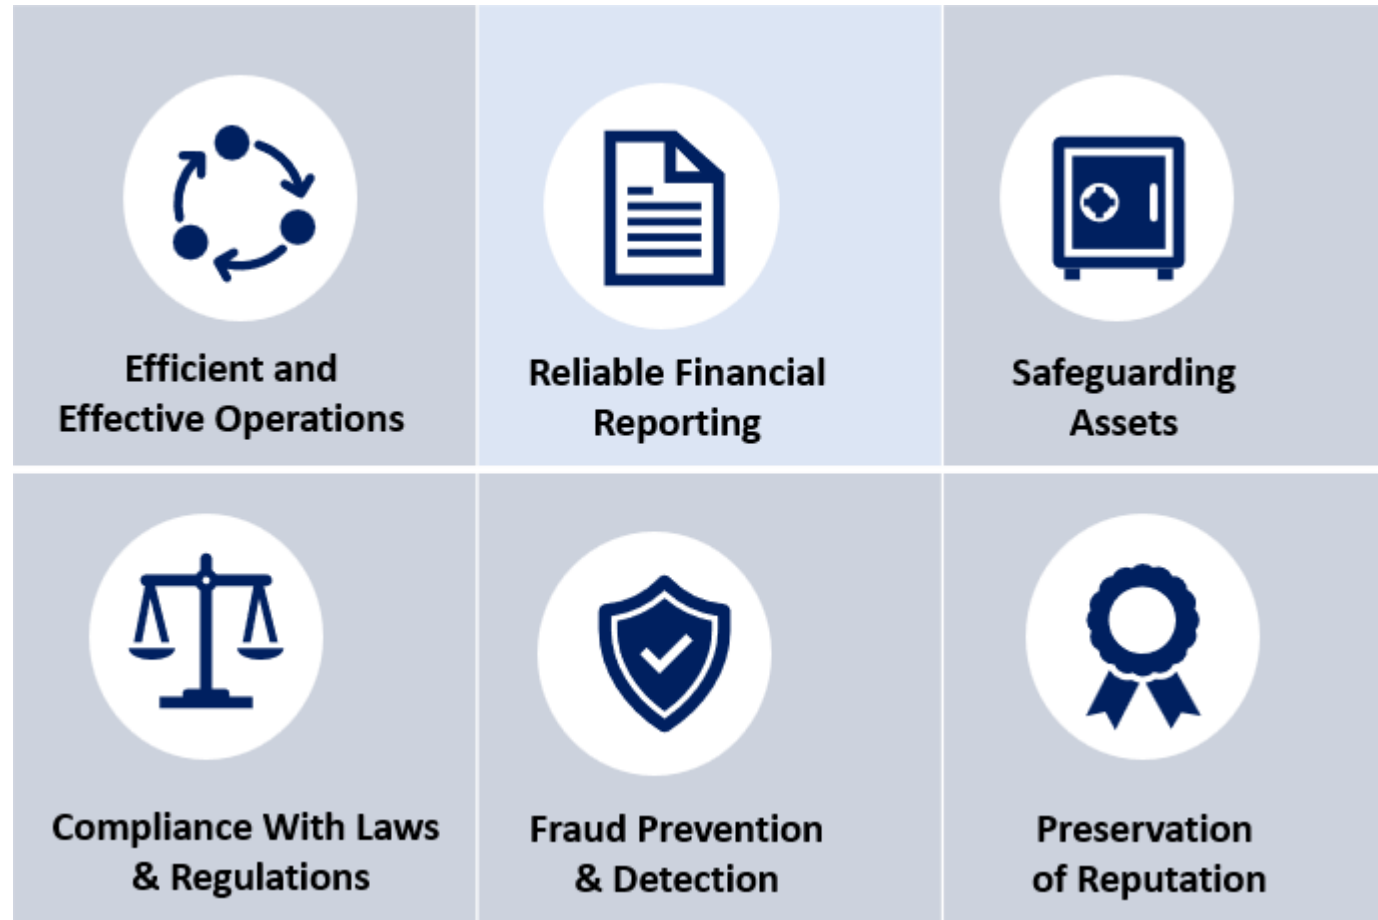 Efficient and
Effective Operations
Reliable Financial
Reporting
Safeguarding
Assets
Compliance With Laws
& Regulations
Fraud Prevention
& Detection
Preservation
of Reputation